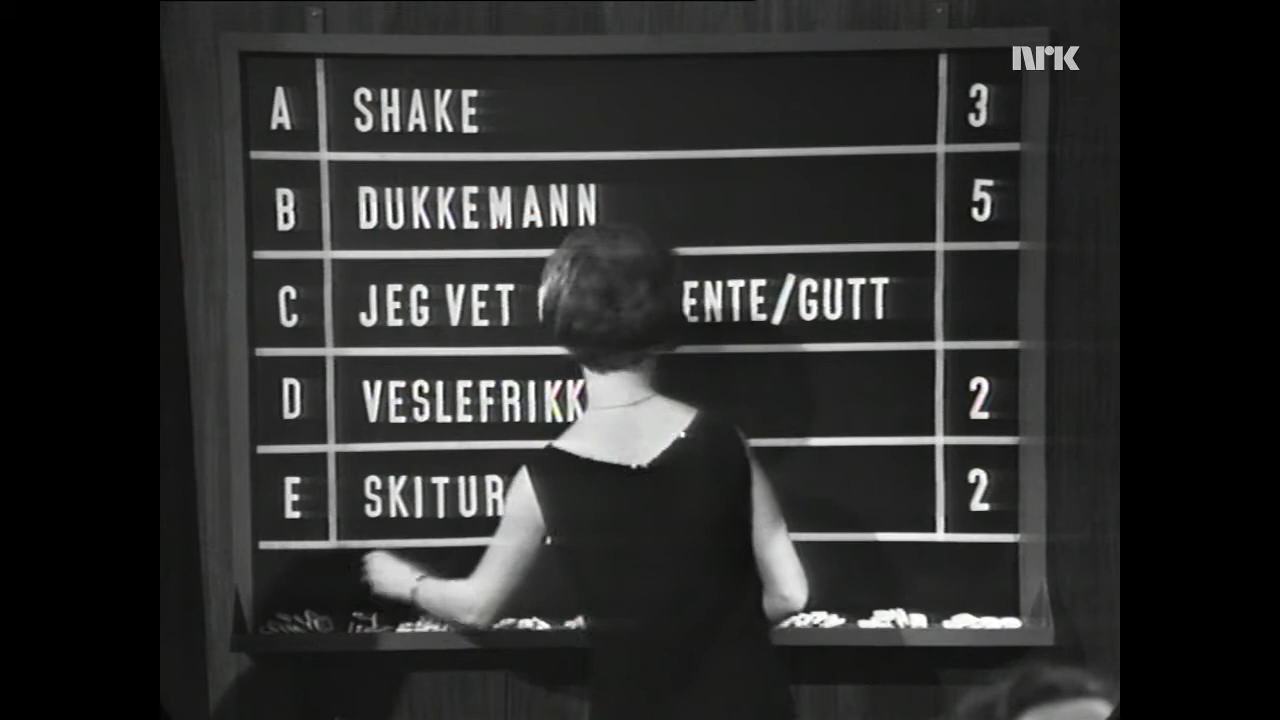 nrk
A SHAKE 3
B DUKKEMANN 5
C JEG VET ENTE/GUTT
D VESLEFRIKK 2
E SKITUR 2